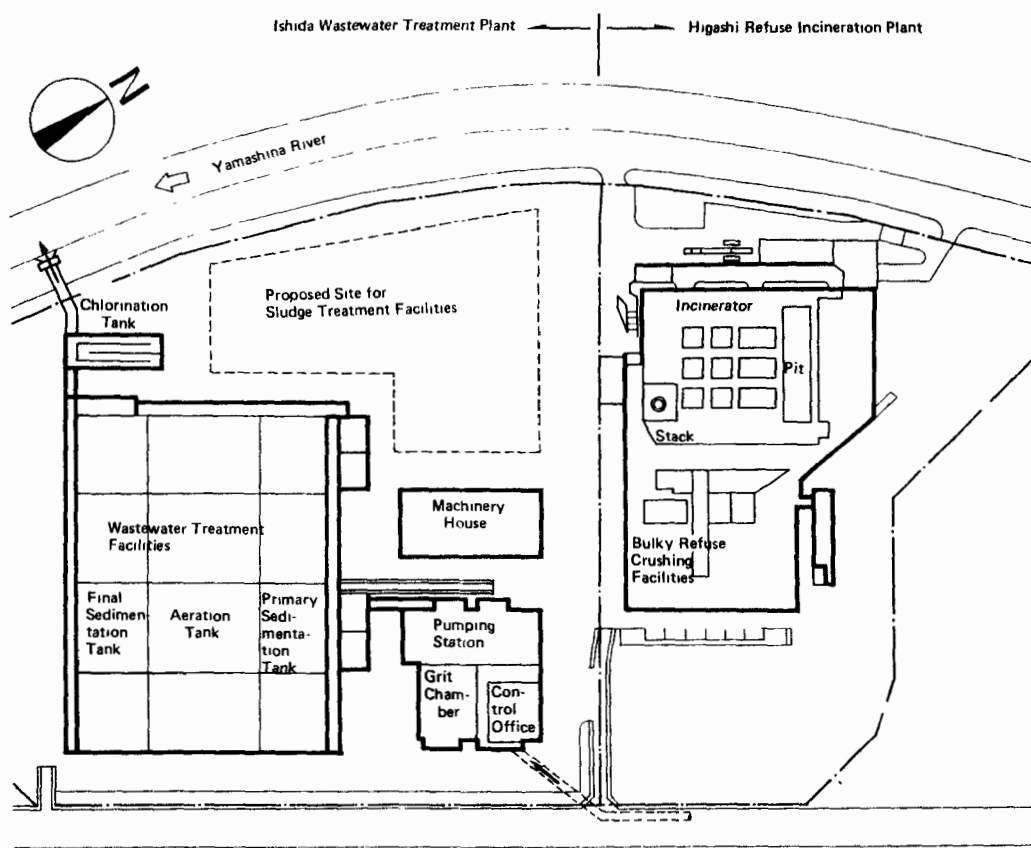 Ishida Wastewater Treatment Plant
Higashi Refuse Incineration Plant
N
Yamashina River
Chlorination
Tank
Proposed Site for
Sludge Treatment Facilities
Incinerator
Pit
Stack
Machinery
House
Wastewater Treatment
Facilities
Bulky Refuse
Crushing
Facilities
Final
Sedimen-
tation
Tank
Aeration
Tank
Primary
Sedi-
menta-
tion
Tank
Pumping
Station
Grit
Cham-
ber
Con-
trol
Office